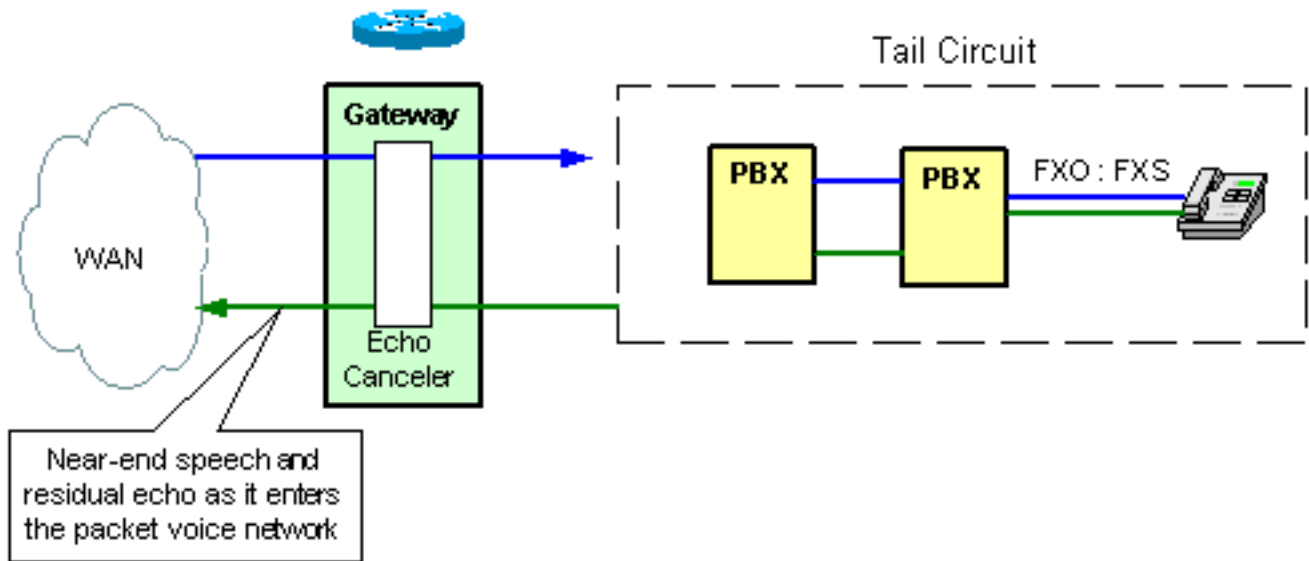 Tail Circuit
Gateway
PBX
PBX
FXO : FXS
WAN
Echo
Canceler
Near-end speech and
residual echo as it enters
the packet voice network